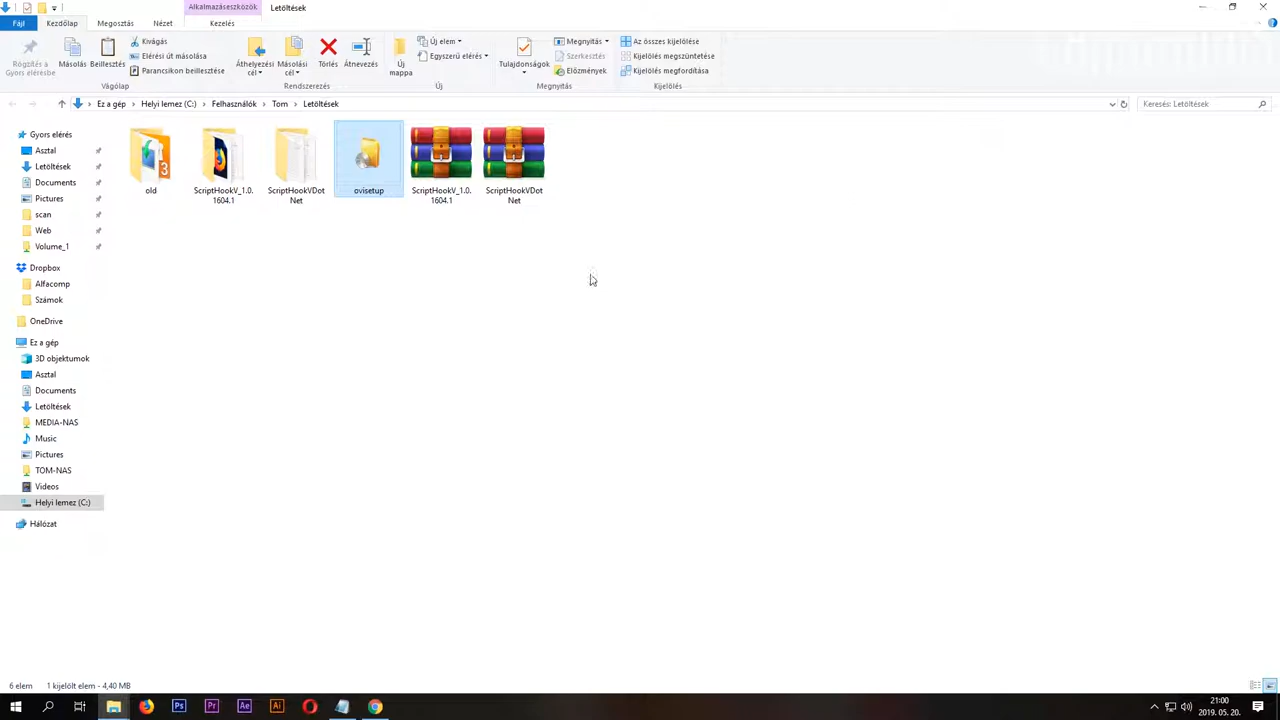 Alkalmazáseszközök
Letöltések
Fájl
Kezdőlap
Megosztás
Nézet
Kezelés
Rögzítés a
Gyors elérésbe
Másolás
Beillesztés
Kivágás
Elérési út másolása
Parancsikon beillesztése
Vágólap
Áthelyezési
cél
Másolási
cél
Törlés
Átnevezés
Rendszerezés
Új
mappa
Új elem
Egyszerű elérés
Új
Tulajdonságok
Megnyitás
Szerkesztés
Előzmények
Megnyitás
Az összes kijelölése
Kijelölés megszüntetése
Kijelölés megfordítása
Kijelölés
Ez a gép
Helyi lemez (C:)
Felhasználók
Tom
Letöltések
Keresés: Letöltések
Gyors elérés
Asztal
Letöltések
Documents
Pictures
scan
Web
Volume_1
Dropbox
Alfacomp
Számok
OneDrive
Ez a gép
3D objektumok
Asztal
Documents
Letöltések
MEDIA-NAS
Music
Pictures
TOM-NAS
Videos
Helyi lemez (C:)
Hálózat
old
ScriptHookV_1.0.
1604.1
ScriptHookVDot
Net
ovisetup
ScriptHookV_1.0.
1604.1
ScriptHookVDot
Net
6 elem
1 kijelölt elem - 4,40 MB
Ps
Pr
Ae
Ai
21:00
2019. 05. 20.